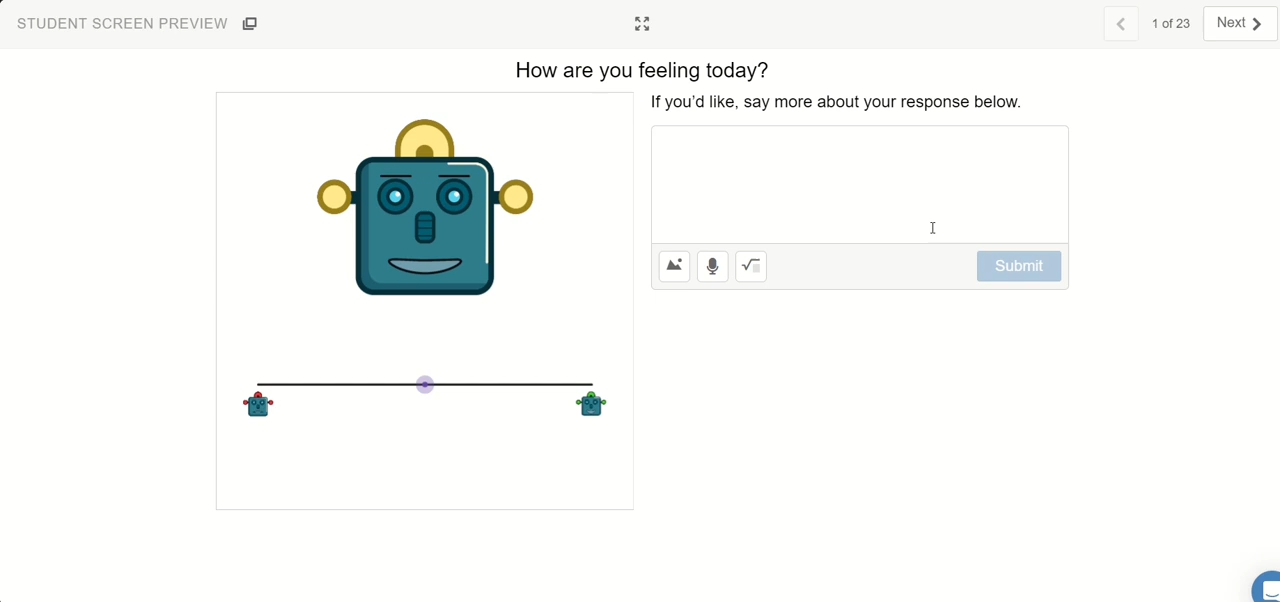 STUDENT SCREEN PREVIEW
1 of 23
Next
How are you feeling today?
If you’d like, say more about your response below.
Submit